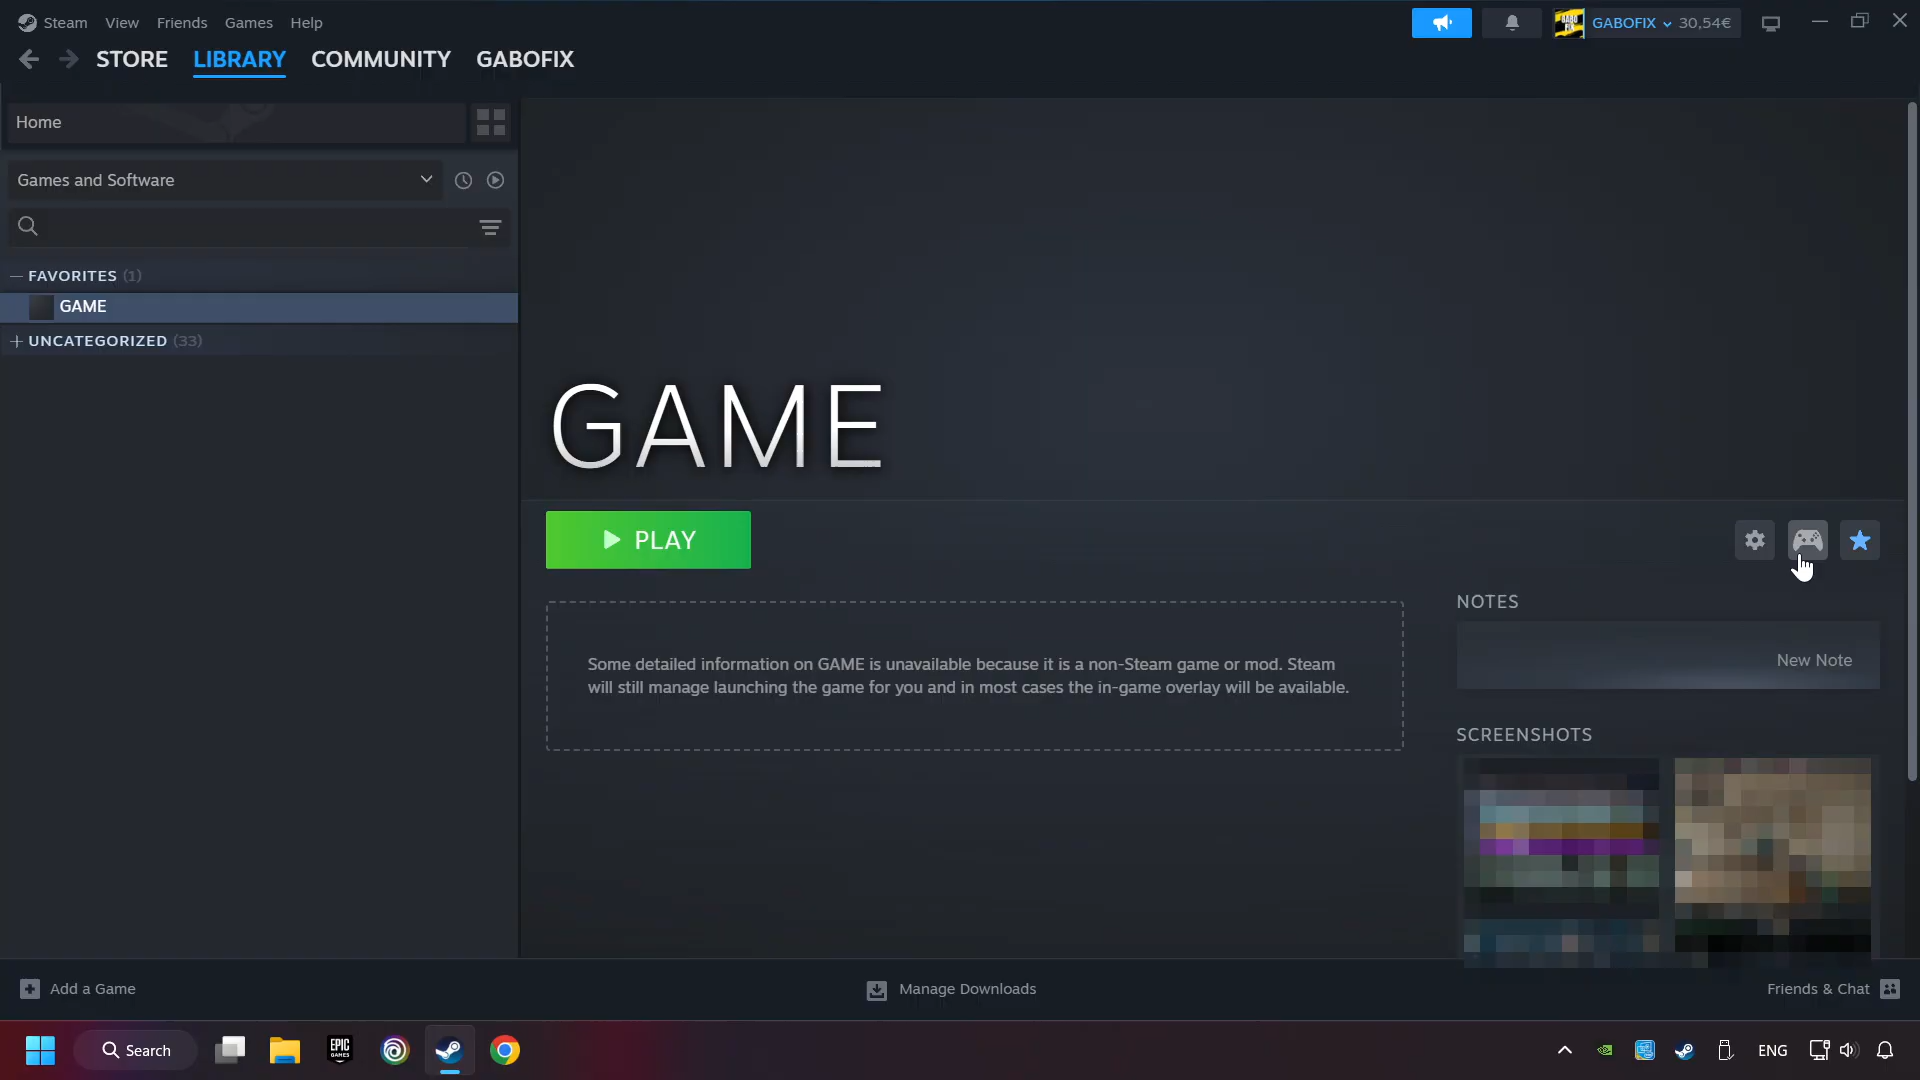 Steam View Friends Games Help
GABOFIX 30,54€
STORE LIBRARY COMMUNITY GABOFIX
Home
Games and Software
FAVORITES (1)
GAME
UNCATEGORIZED (33)
GAME
PLAY
Some detailed information on GAME is unavailable because it is a non-Steam game or mod. Steam
will still manage launching the game for you and in most cases the in-game overlay will be available.
NOTES
New Note
SCREENSHOTS
Add a Game
Manage Downloads
Friends & Chat
Search
EPIC
GAMES
ENG